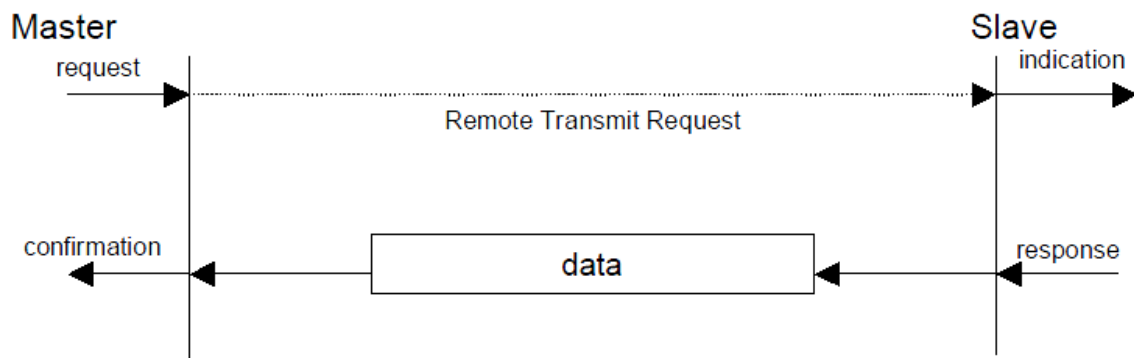 Master
Slave
request
indication
Remote Transmit Request
confirmation
data
response